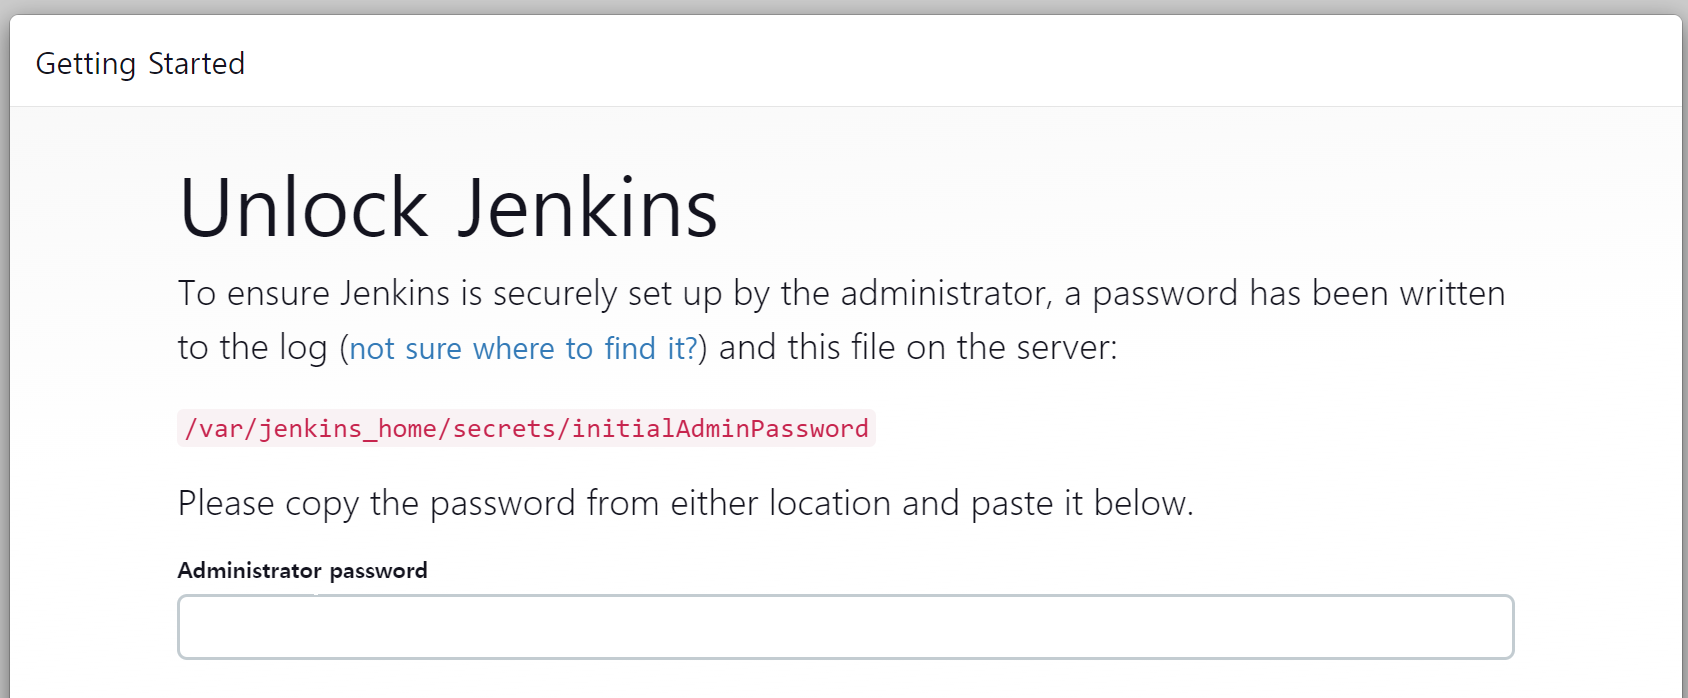 Getting Started
Unlock Jenkins
To ensure Jenkins is securely set up by the administrator, a password has been written
to the log (not sure where to find it?) and this file on the server:
/var/jenkins_home/secrets/initialAdminPassword
Please copy the password from either location and paste it below.
Administrator password